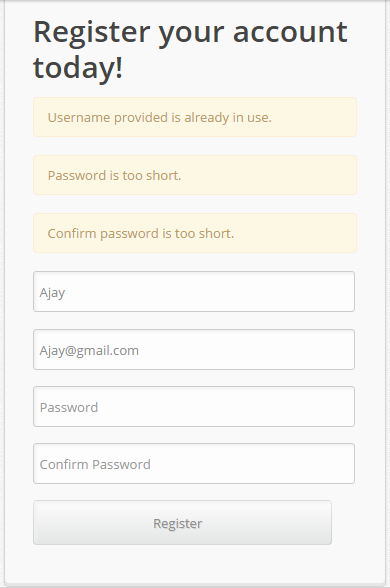 Register your account
today!
Username provided is already in use.
Password is too short.
Confirm password is too short.
Ajay
Ajay@gmail.com
Password
Confirm Password
Register